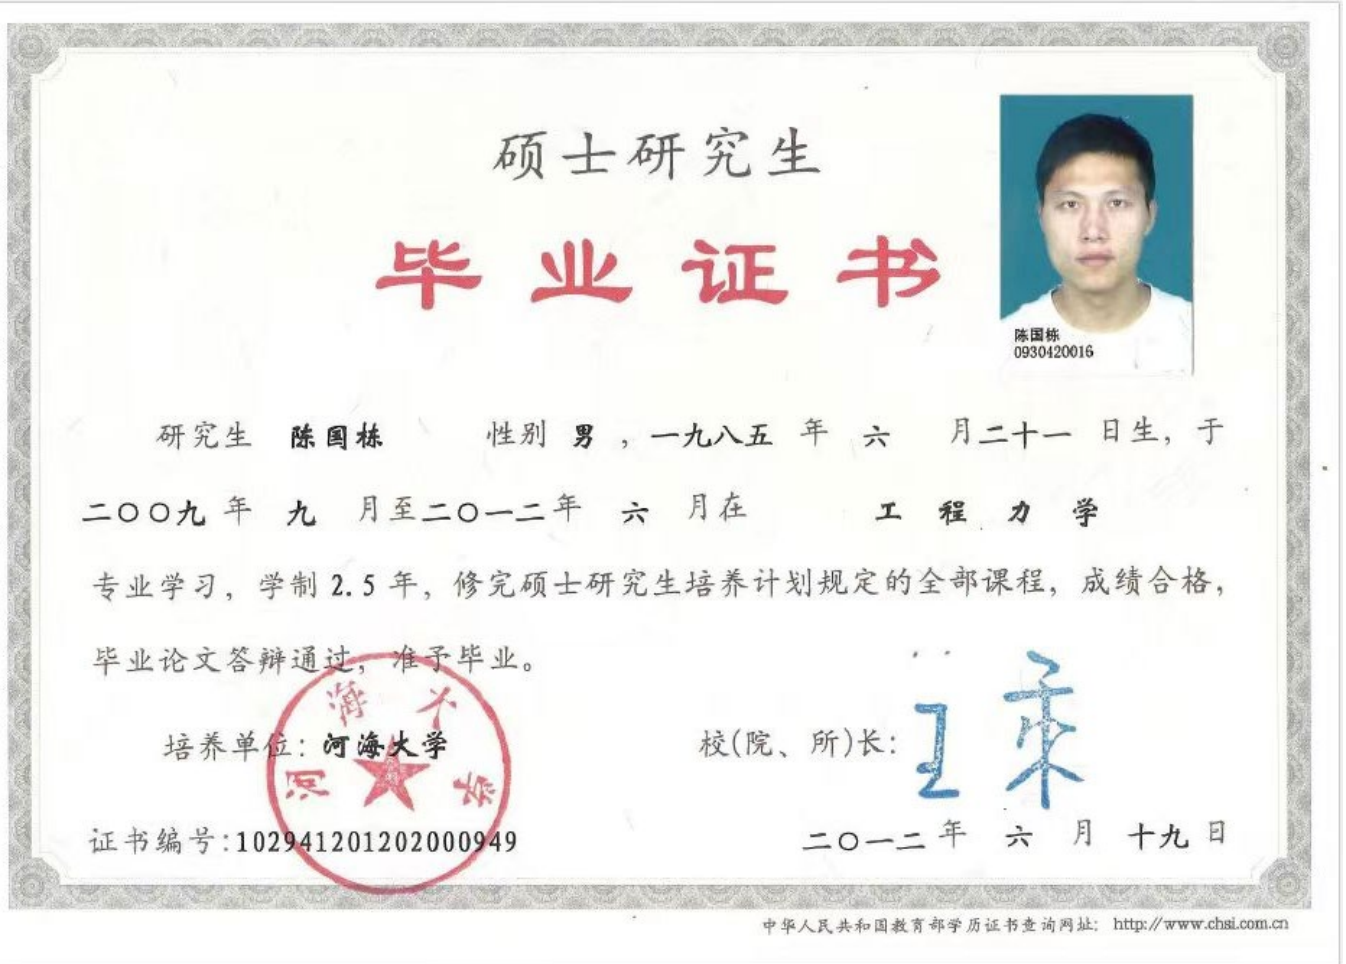 硕士研究生
毕业证书
陈国栋
0930420016
研究生 陈国栋 性别 男 ，一九八五 年 六 月二十一 日生，于
二〇〇九 年 九 月至二〇一二年 六 月在 工 程 力 学
专业学习，学制 2.5 年，修完硕士研究生培养计划规定的全部课程，成绩合格，
毕业论文答辩通过，准予毕业。
河海大学
培养单位：河海大学 校(院、所)长：
证书编号:102941201202000949 二〇一二 年 六 月 十九 日
中华人民共和国教育部学历证书查询网址： http://www.chsi.com.cn